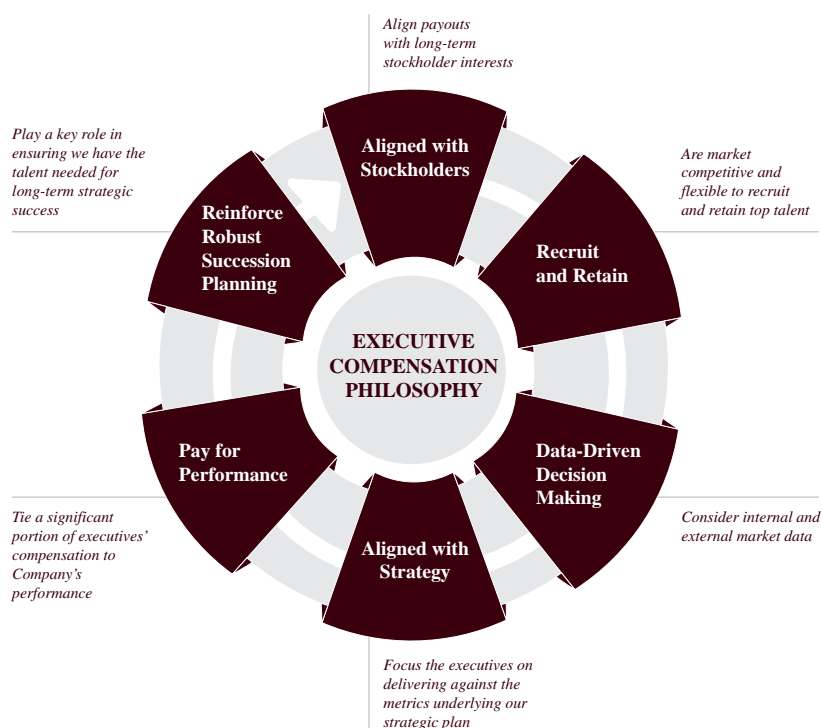 Align payouts
with long-term
stockholder interests
Aligned with
Stockholders
Are market
competitive and
flexible to recruit
and retain top talent
Recruit
and Retain
Data-Driven
Decision
Making
Consider internal and
external market data
Aligned with
Strategy
Focus the executives on
delivering against the
metrics underlying our
strategic plan
Pay for
Performance
Tie a significant
portion of executives’
compensation to
Company’s
performance
Reinforce
Robust
Succession
Planning
Play a key role in
ensuring we have the
talent needed for
long-term strategic
success
EXECUTIVE
COMPENSATION
PHILOSOPHY